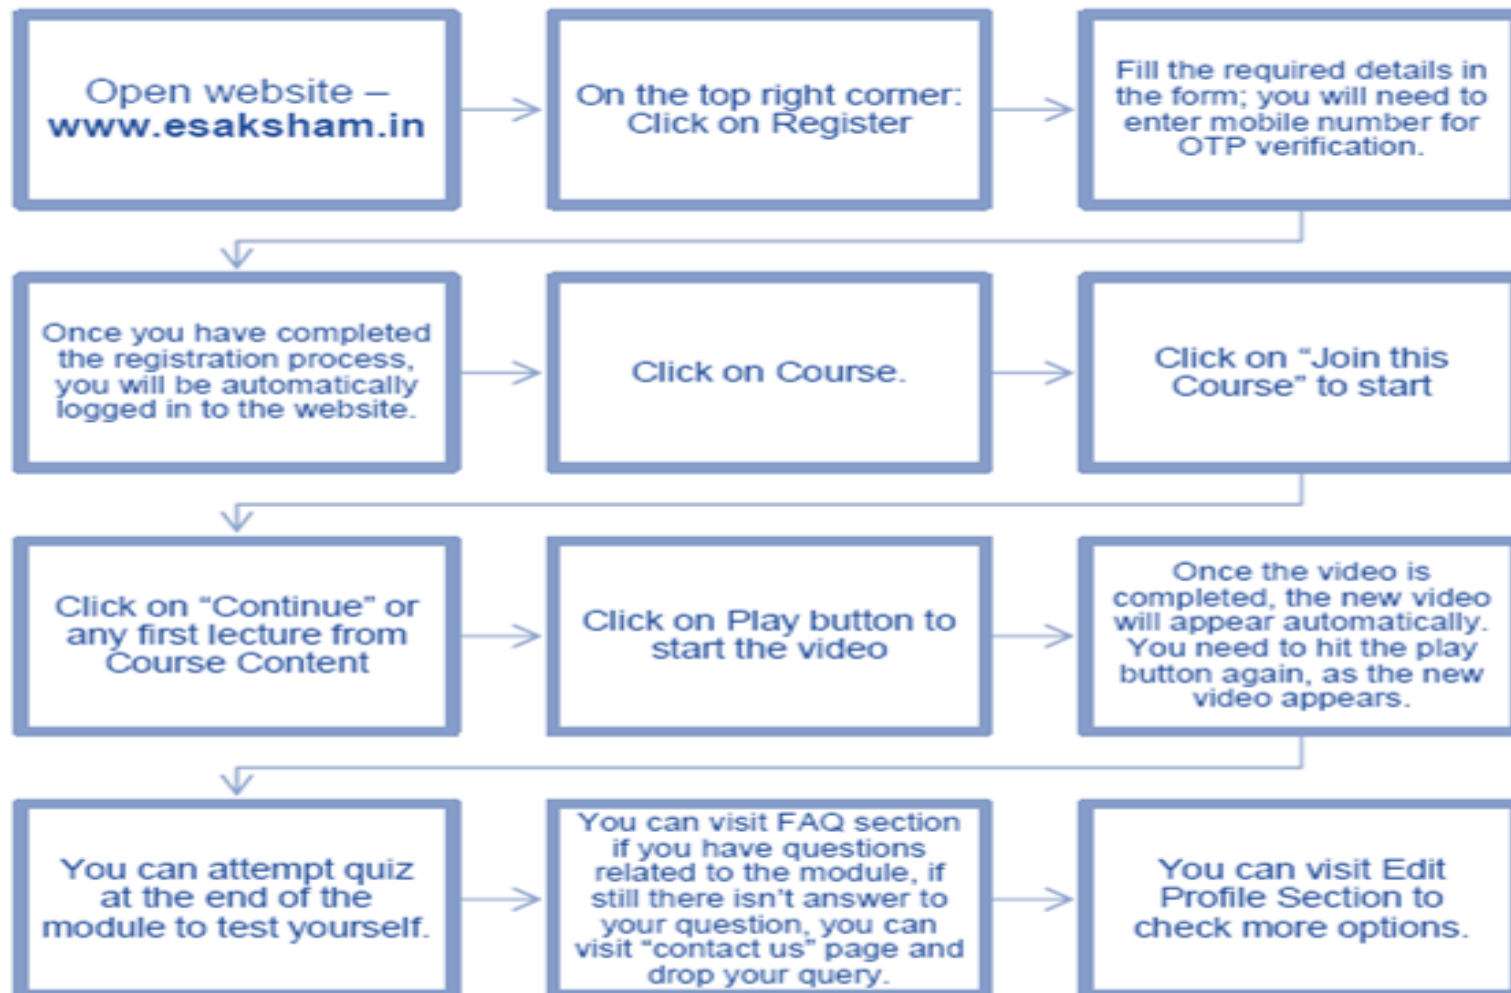 Open website –
www.esaksham.in
On the top right corner:
Click on Register
Fill the required details in
the form; you will need to
enter mobile number for
OTP verification.
Once you have completed
the registration process,
you will be automatically
logged in to the website.
Click on Course.
Click on “Join this
Course” to start
Click on “Continue” or
any first lecture from
Course Content
Click on Play button to
start the video
Once the video is
completed, the new video
will appear automatically.
You need to hit the play
button again, as the new
video appears.
You can attempt quiz
at the end of the
module to test yourself.
You can visit FAQ section
if you have questions
related to the module, if
still there isn’t answer to
your question, you can
visit “contact us” page and
drop your query.
You can visit Edit
Profile Section to
check more options.